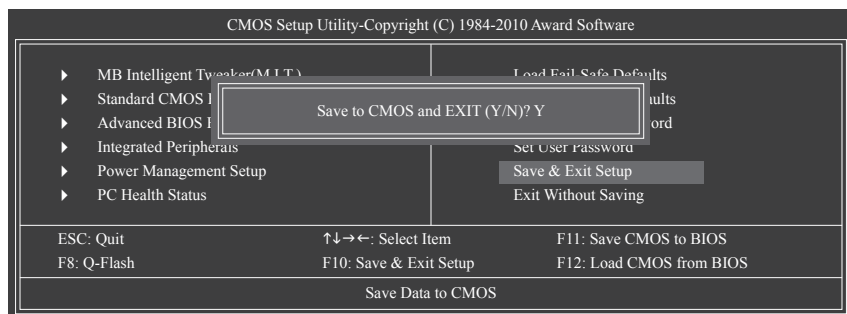 CMOS Setup Utility-Copyright (C) 1984-2010 Award Software
MB Intelligent Tweaker(M.I.T.)
Standard CMOS
Advanced BIOS
Integrated Peripherals
Power Management Setup
PC Health Status
Load Fail-Safe Defaults
Set User Password
Save & Exit Setup
Exit Without Saving
Save to CMOS and EXIT (Y/N)? Y
ESC: Quit ↑↓→←: Select Item F11: Save CMOS to BIOS
F8: Q-Flash F10: Save & Exit Setup F12: Load CMOS from BIOS
Save Data to CMOS